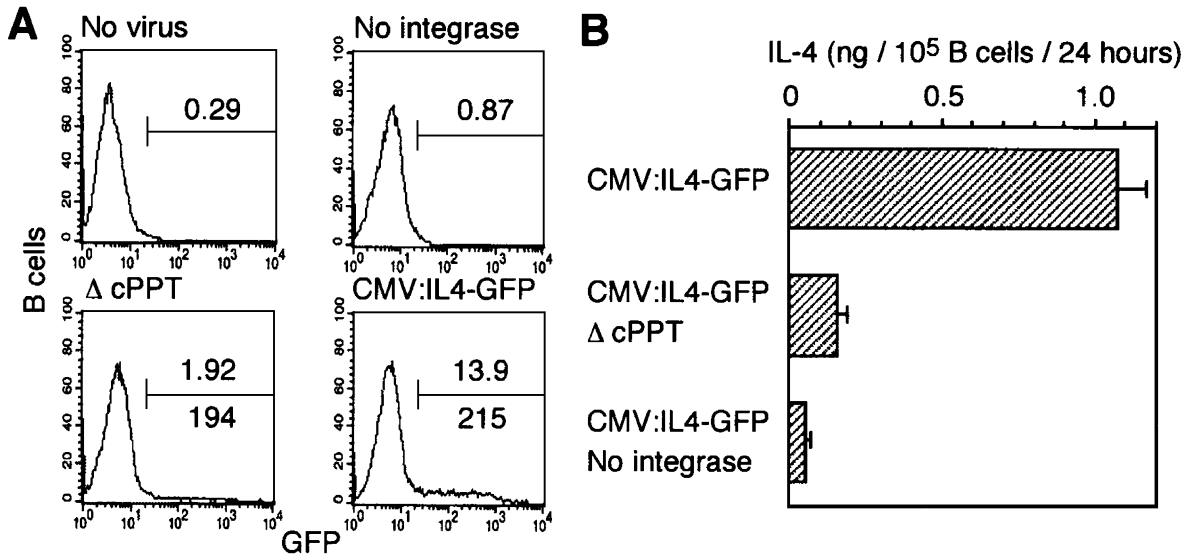 A
No virus
100
80
60
40
20
0
0.29
10⁰ 10¹ 10² 10³ 10⁴
No integrase
100
80
60
40
20
0
0.87
10⁰ 10¹ 10² 10³ 10⁴
B cells
Δ cPPT
100
80
60
40
20
0
1.92
194
10⁰ 10¹ 10² 10³ 10⁴
CMV:IL4-GFP
100
80
60
40
20
0
13.9
215
10⁰ 10¹ 10² 10³ 10⁴
GFP
B
IL-4 (ng / 10⁵ B cells / 24 hours)
0 0.5 1.0
CMV:IL4-GFP
CMV:IL4-GFP
Δ cPPT
CMV:IL4-GFP
No integrase